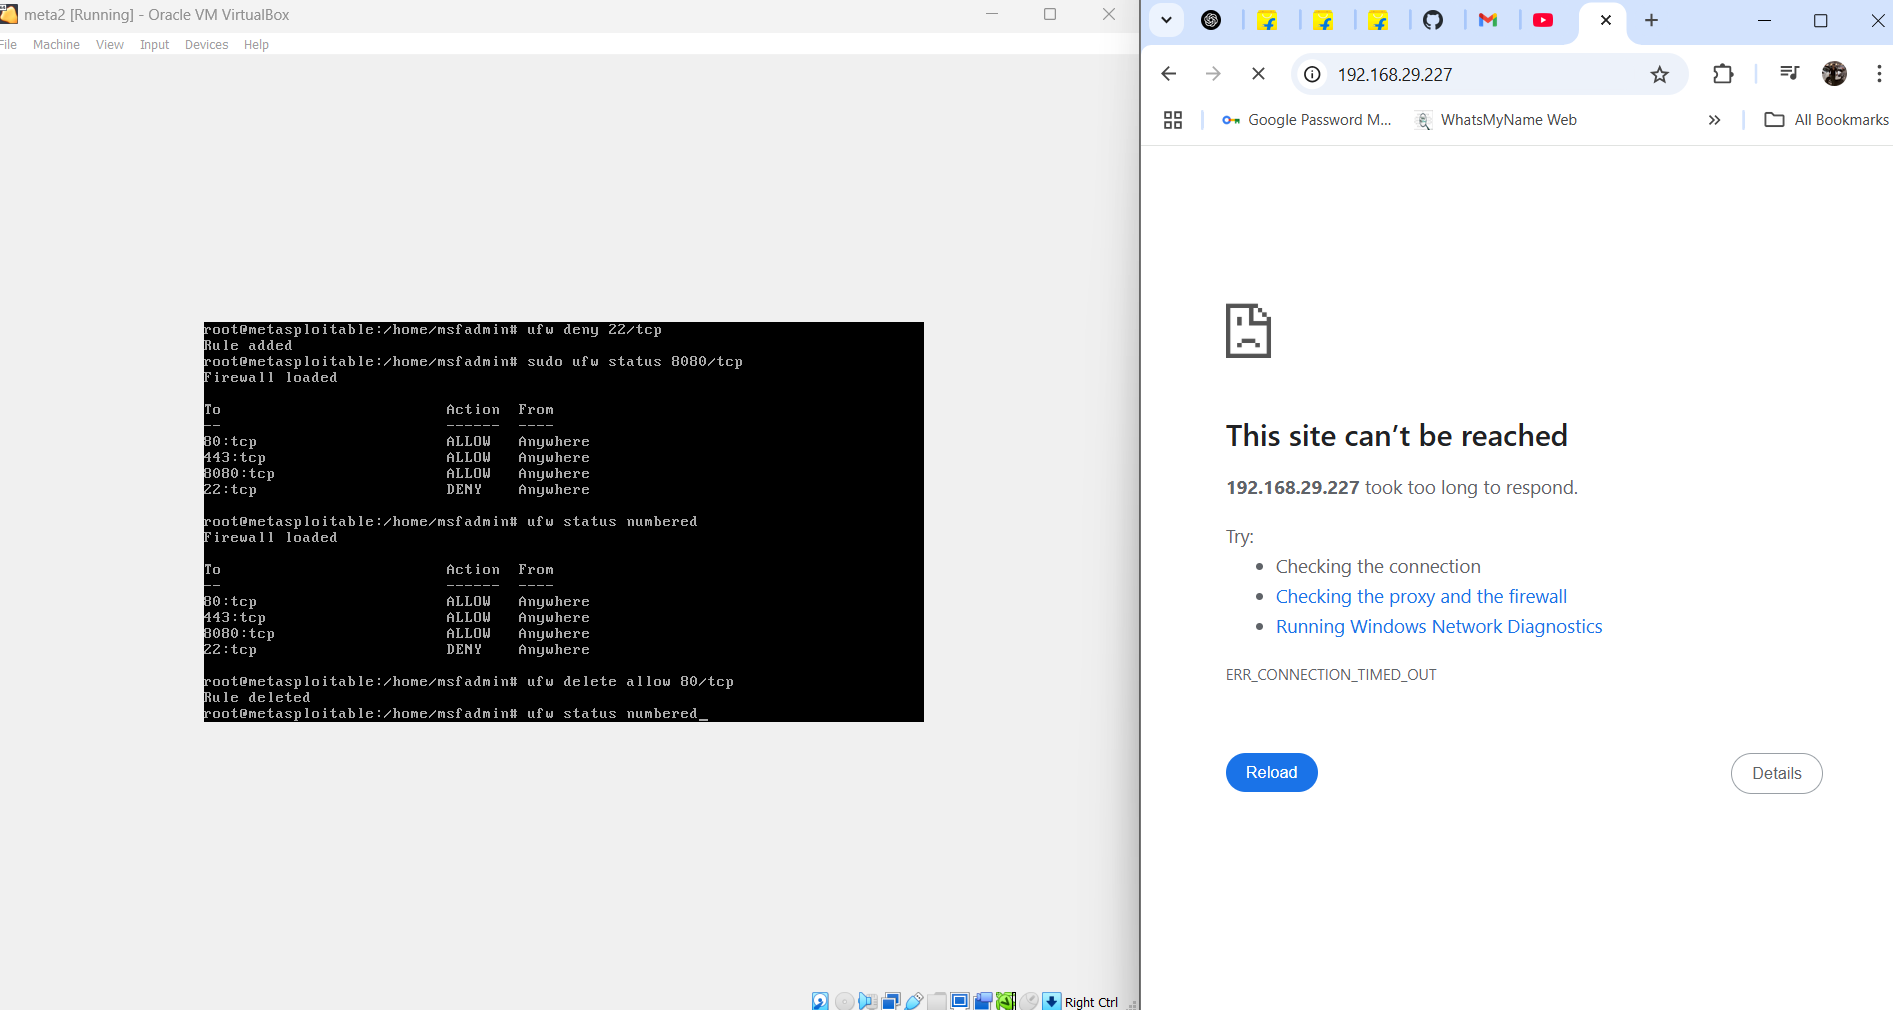 meta2 [Running] - Oracle VM VirtualBox
File Machine View Input Devices Help
root@metasploitable:/home/msfadmin# ufw deny 22/tcp
Rule added
root@metasploitable:/home/msfadmin# sudo ufw status 8080/tcp
Firewall loaded
To Action From
-- ------ ----
80:tcp ALLOW Anywhere
443:tcp ALLOW Anywhere
8080:tcp ALLOW Anywhere
22:tcp DENY Anywhere
root@metasploitable:/home/msfadmin# ufw status numbered
Firewall loaded
To Action From
-- ------ ----
80:tcp ALLOW Anywhere
443:tcp ALLOW Anywhere
8080:tcp ALLOW Anywhere
22:tcp DENY Anywhere
root@metasploitable:/home/msfadmin# ufw delete allow 80/tcp
Rule deleted
root@metasploitable:/home/msfadmin# ufw status numbered_
Right Ctrl
192.168.29.227
Google Password M... WhatsMyName Web » All Bookmarks
This site can’t be reached
192.168.29.227 took too long to respond.
Try:
• Checking the connection
• Checking the proxy and the firewall
• Running Windows Network Diagnostics
ERR_CONNECTION_TIMED_OUT
Reload Details